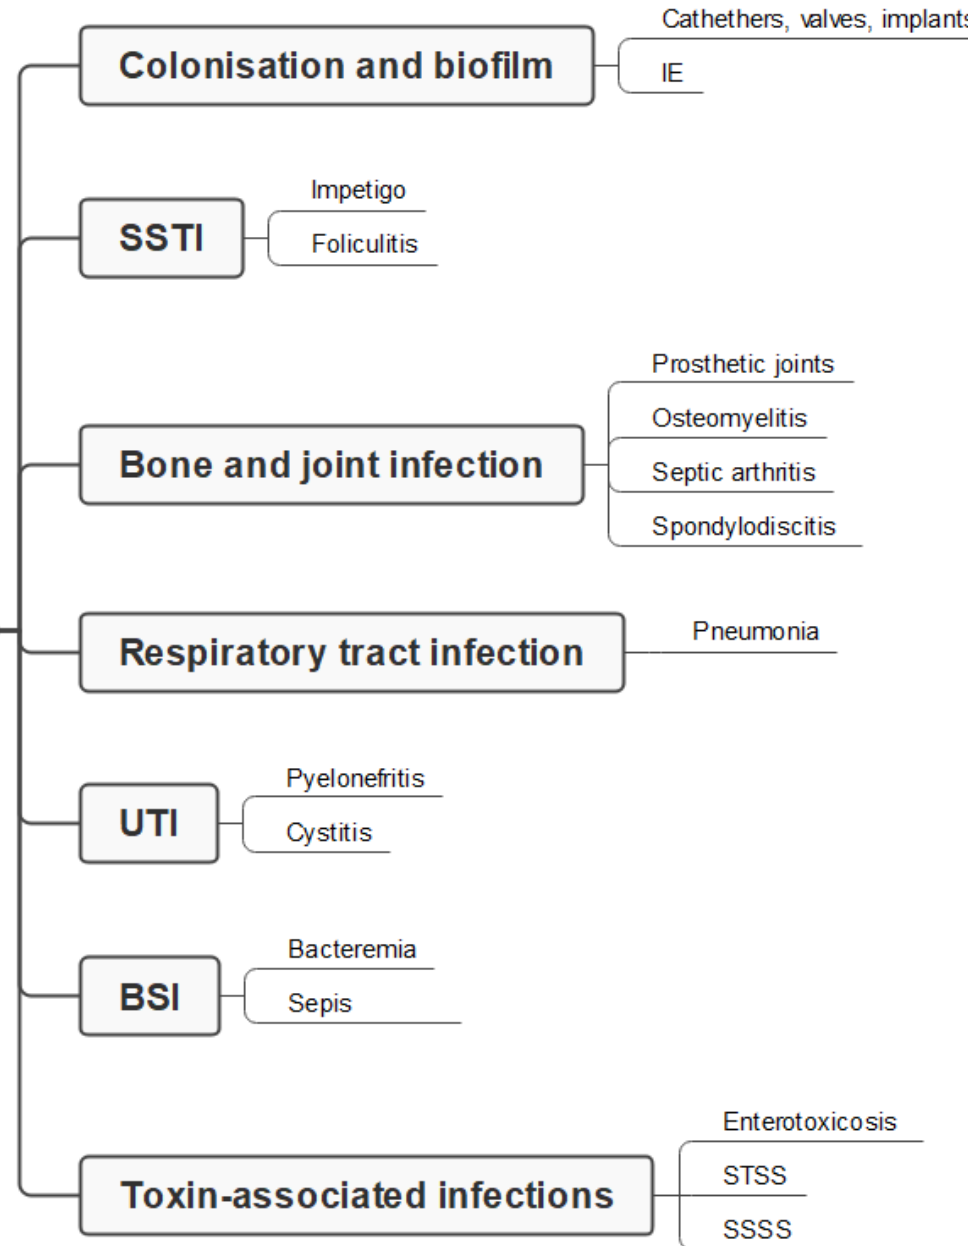 Cathethers, valves, implants
Colonisation and biofilm
IE
Impetigo
SSTI
Foliculitis
Prosthetic joints
Osteomyelitis
Bone and joint infection
Septic arthritis
Spondylodiscitis
Pneumonia
Respiratory tract infection
Pyelonefritis
UTI
Cystitis
Bacteremia
BSI
Sepis
Enterotoxicosis
STSS
Toxin-associated infections
SSSS